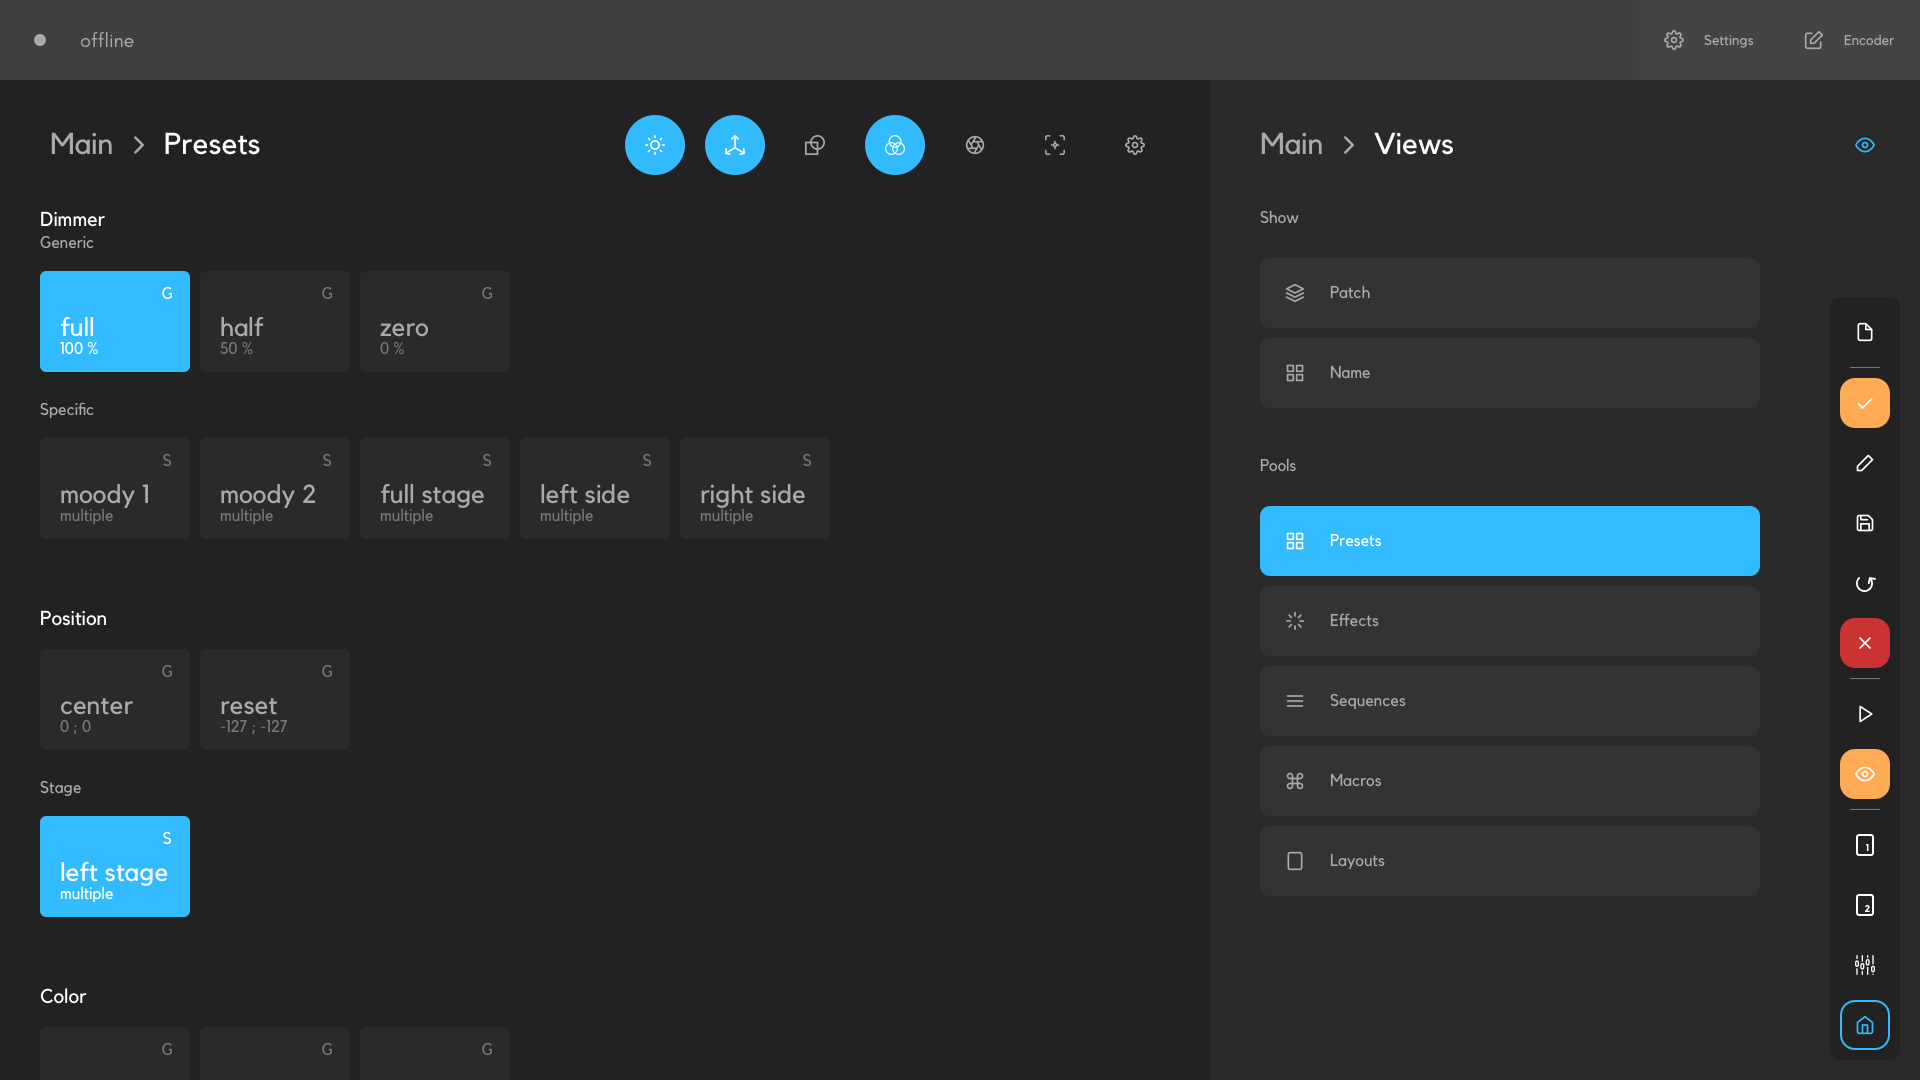 offline
Settings
Encoder
Main > Presets
Dimmer
Generic
G
full
100 %
G
half
50 %
G
zero
0 %
Specific
S
moody 1
multiple
S
moody 2
multiple
S
full stage
multiple
S
left side
multiple
S
right side
multiple
Position
G
center
0 ; 0
G
reset
-127 ; -127
Stage
S
left stage
multiple
Color
G
G
G
Main > Views
Show
Patch
Name
Pools
Presets
Effects
Sequences
Macros
Layouts
1
2